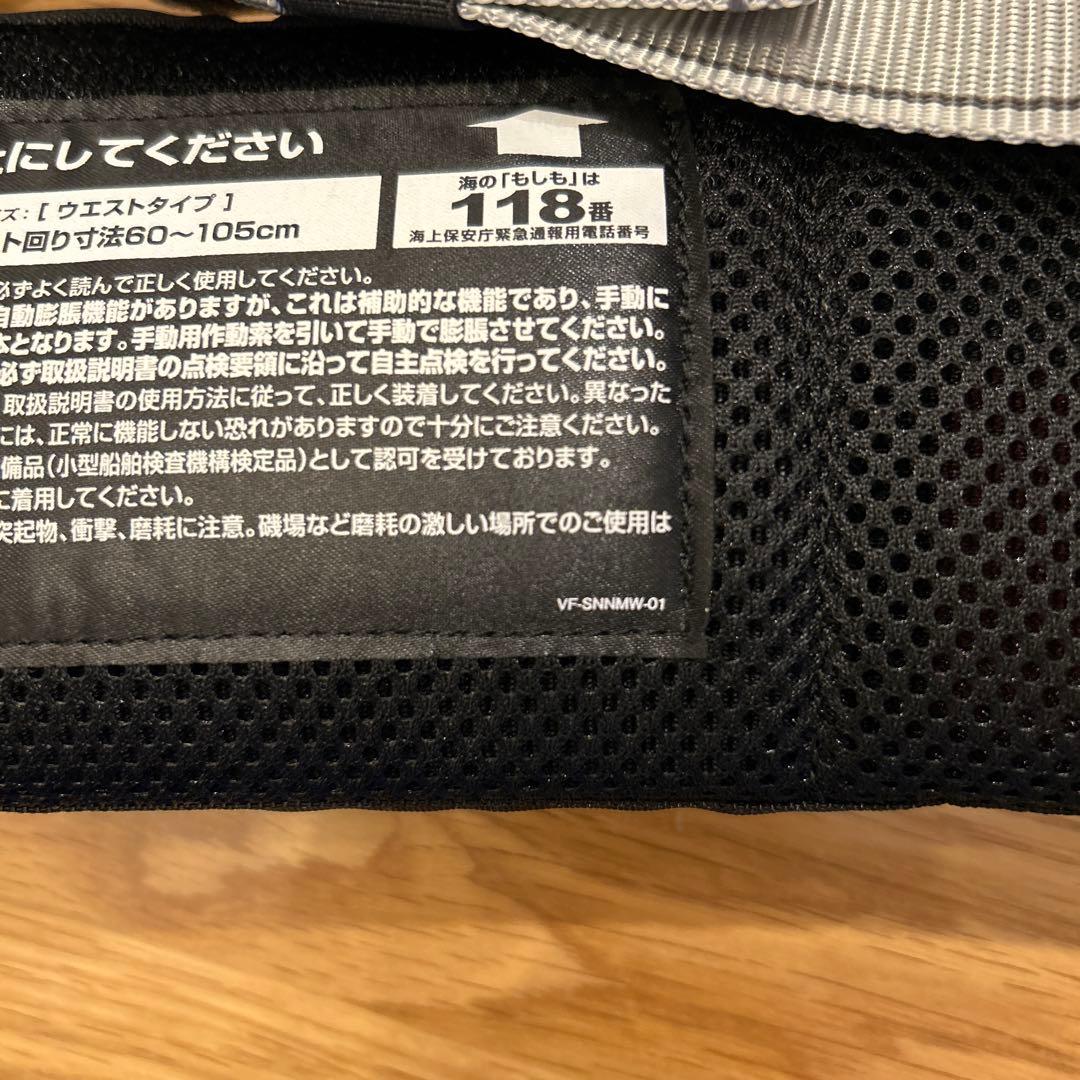 にしてください
ズ:[ ウエストタイプ ]
ト回り寸法60〜105cm
海の「もしも」は
118番
海上保安庁緊急通報用電話番号
必ずよく読んで正しく使用してください。
自動膨脹機能がありますが、これは補助的な機能であり、手動に
となります。手動用作動索を引いて手動で膨脹させてください。
必ず取扱説明書の点検要領に沿って自主点検を行ってください。
取扱説明書の使用方法に従って、正しく装着してください。異なった
には、正常に機能しない恐れがありますので十分にご注意ください。
備品(小型船舶検査機構検定品)として認可を受けております。
に着用してください。
突起物、衝撃、磨耗に注意。磯場など磨耗の激しい場所でのご使用は
VF-SNNMW-01